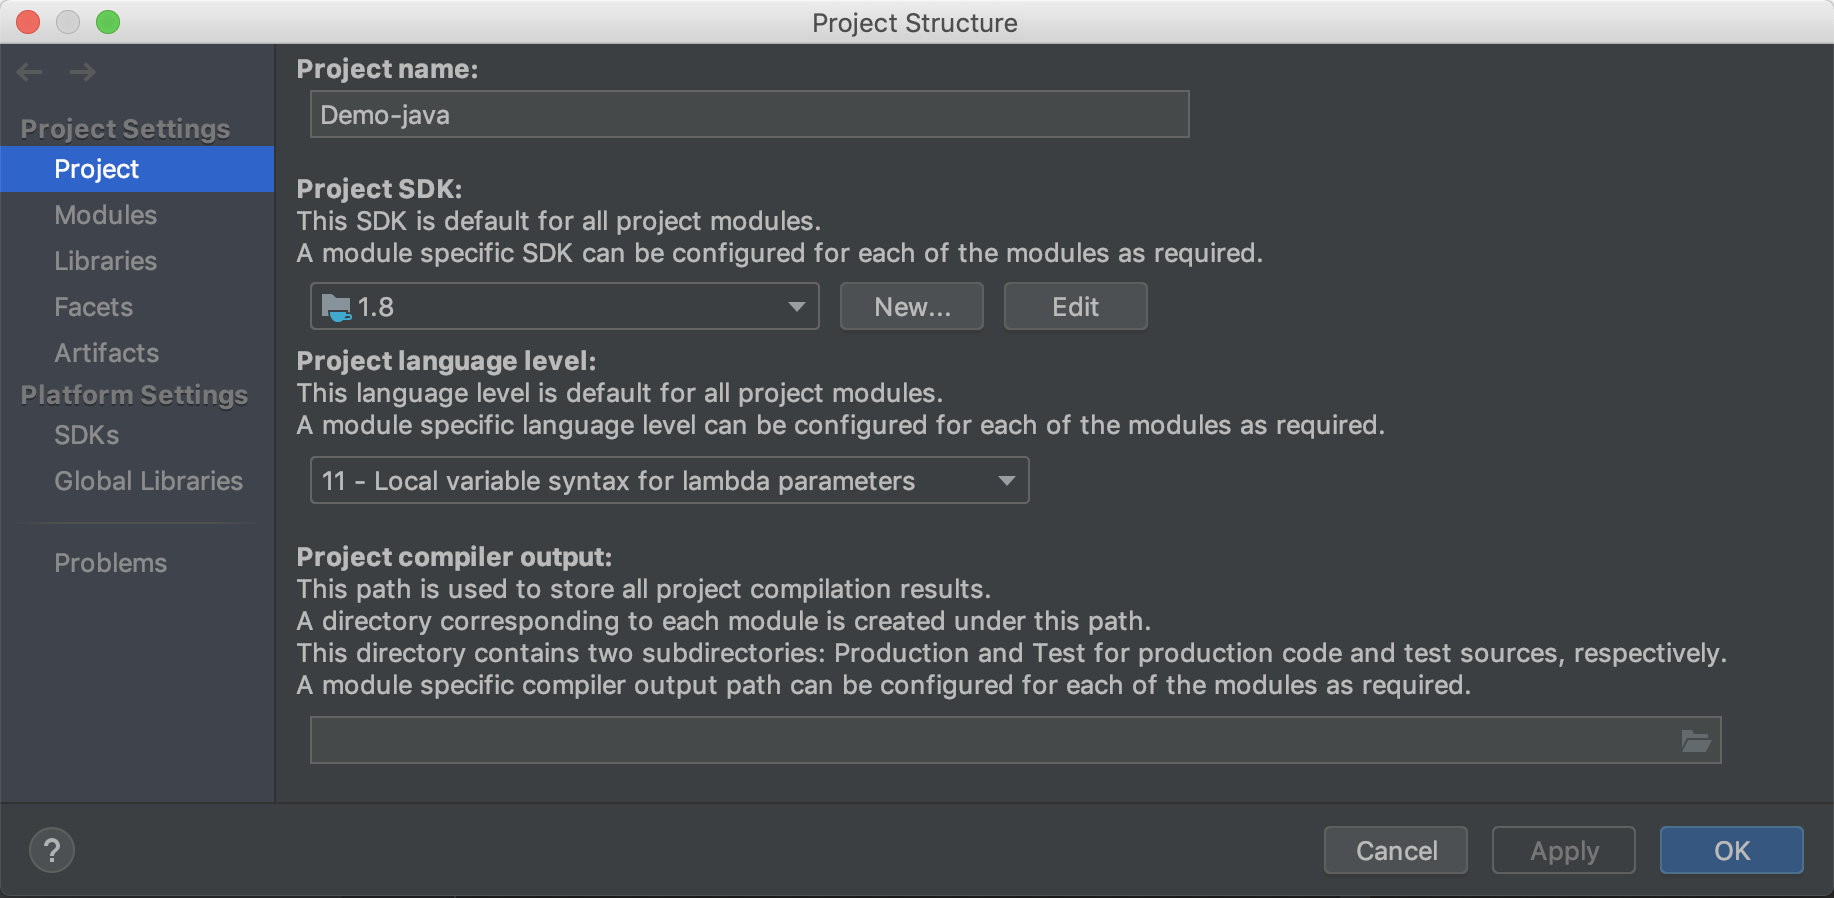 Project Structure
Project Settings
Project
Modules
Libraries
Facets
Artifacts
Platform Settings
SDKs
Global Libraries
Problems
Project name:
Demo-java
Project SDK:
This SDK is default for all project modules.
A module specific SDK can be configured for each of the modules as required.
1.8
New...
Edit
Project language level:
This language level is default for all project modules.
A module specific language level can be configured for each of the modules as required.
11 - Local variable syntax for lambda parameters
Project compiler output:
This path is used to store all project compilation results.
A directory corresponding to each module is created under this path.
This directory contains two subdirectories: Production and Test for production code and test sources, respectively.
A module specific compiler output path can be configured for each of the modules as required.
?
Cancel
Apply
OK